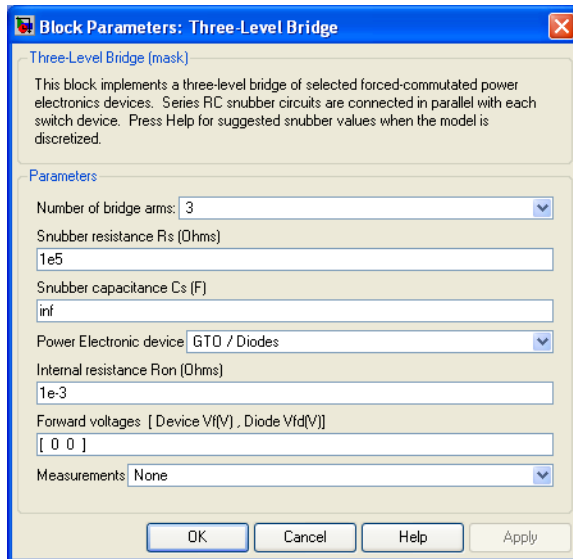 Block Parameters: Three-Level Bridge
Three-Level Bridge (mask)
This block implements a three-level bridge of selected forced-commutated power
electronics devices. Series RC snubber circuits are connected in parallel with each
switch device. Press Help for suggested snubber values when the model is
discretized.
Parameters
Number of bridge arms: 3
Snubber resistance Rs (Ohms)
1e5
Snubber capacitance Cs (F)
inf
Power Electronic device GTO / Diodes
Internal resistance Ron (Ohms)
1e-3
Forward voltages [ Device Vf(V) , Diode Vfd(V)]
[ 0 0 ]
Measurements None
OK Cancel Help Apply